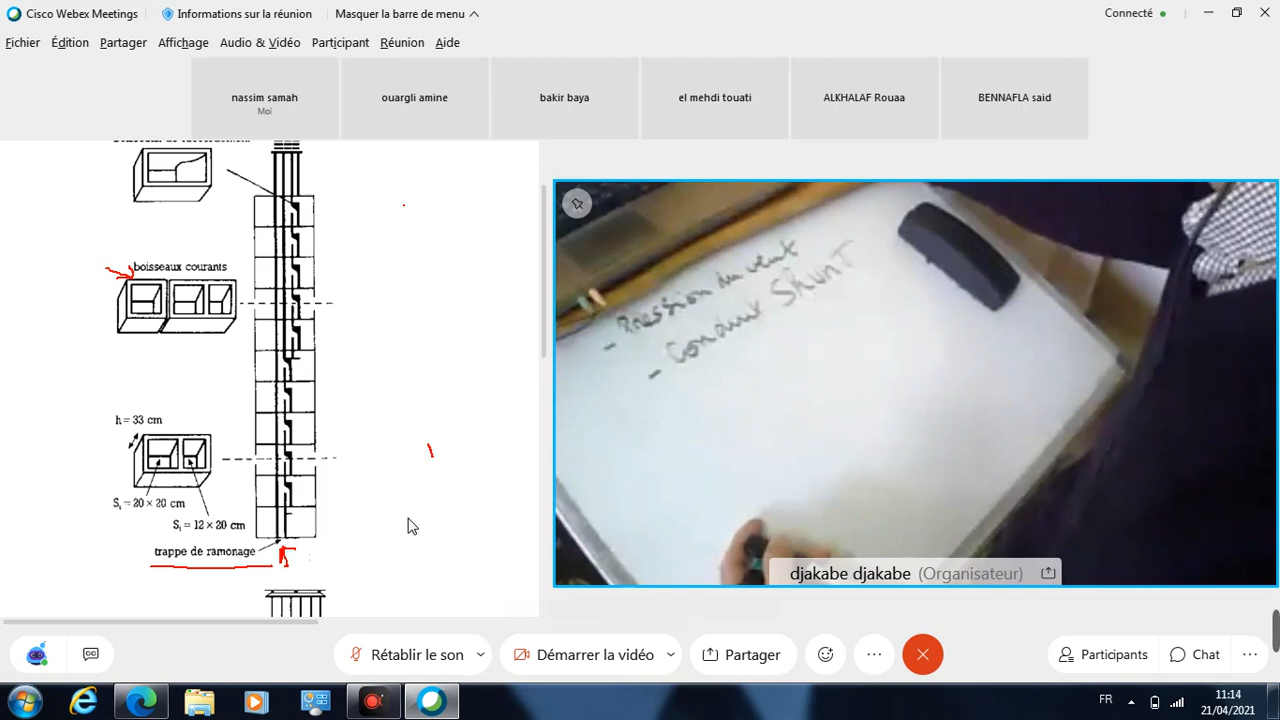 Cisco Webex Meetings
Informations sur la réunion
Masquer la barre de menu
Connecté
Fichier Édition Partager Affichage Audio & Vidéo Participant Réunion Aide
nassim samah
Moi
ouargli amine
bakir baya
el mehdi touati
ALKHALAF Rouaa
BENNAFLA said
boisseaux courants
h = 33 cm
S₁ = 12 × 20 cm
= 20 × 20 cm
trappe de ramonage
- Pression du vent
- Conduit Shunt
djakabe djakabe (Organisateur)
Rétablir le son
Démarrer la vidéo
Partager
Participants
Chat
FR
11:14
21/04/2021